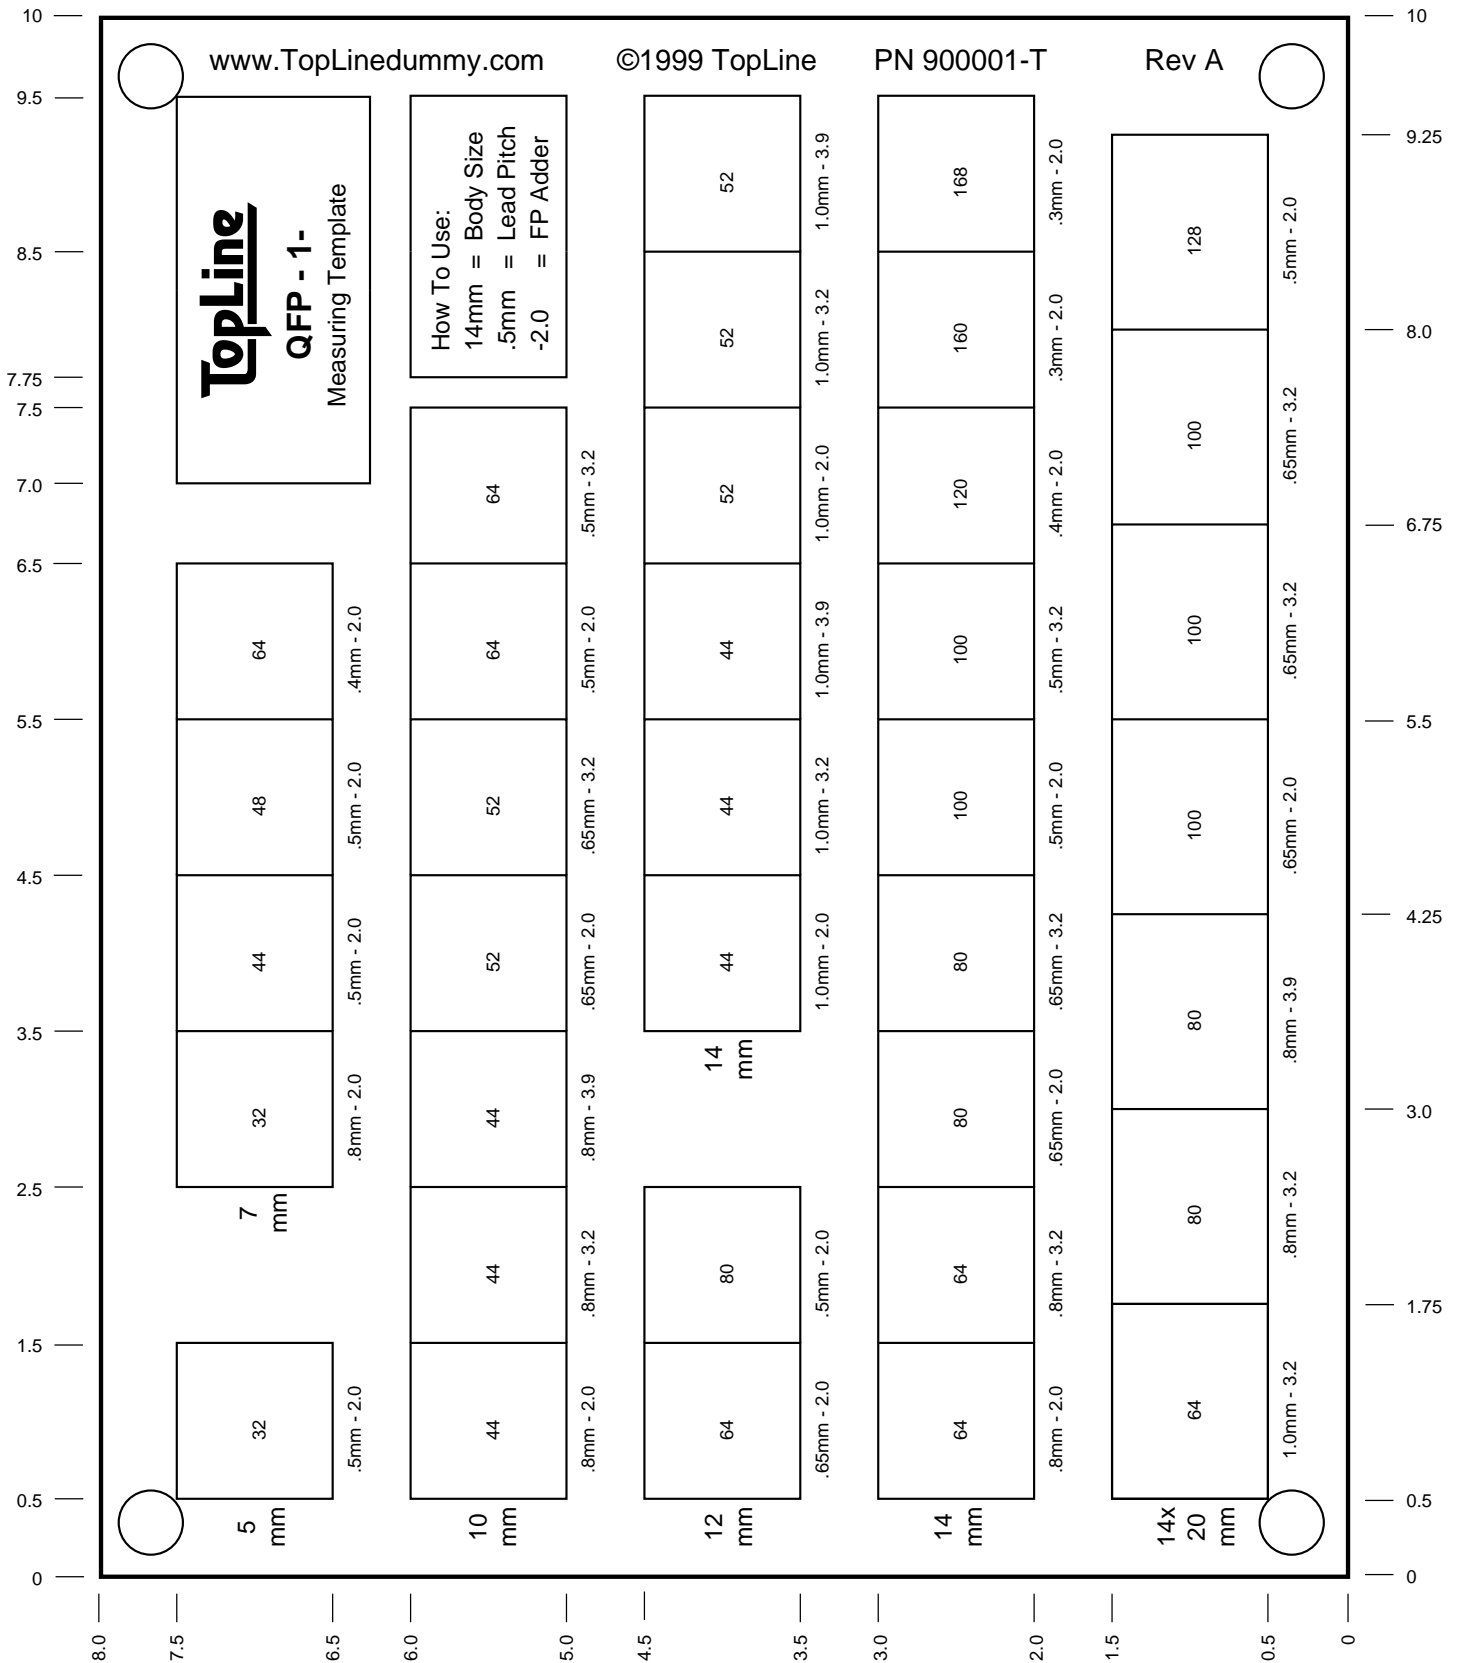 www.TopLinedummy.com ©1999 TopLine PN 900001-T Rev A
TopLine
QFP - 1-
Measuring Template
How To Use:
14mm = Body Size
.5mm = Lead Pitch
-2.0 = FP Adder
64
.4mm - 2.0
48
.5mm - 2.0
44
.5mm - 2.0
32
.8mm - 2.0
7
mm
32
.5mm - 2.0
5
mm
64
.5mm - 3.2
64
.5mm - 2.0
52
.65mm - 3.2
52
.65mm - 2.0
44
.8mm - 3.9
44
.8mm - 3.2
44
.8mm - 2.0
10
mm
52
1.0mm - 3.9
52
1.0mm - 3.2
52
1.0mm - 2.0
44
1.0mm - 3.9
44
1.0mm - 3.2
44
1.0mm - 2.0
14
mm
80
.5mm - 2.0
64
.65mm - 2.0
12
mm
168
.3mm - 2.0
160
.3mm - 2.0
120
.4mm - 2.0
100
.5mm - 3.2
100
.5mm - 2.0
80
.65mm - 3.2
80
.65mm - 2.0
64
.8mm - 3.2
64
.8mm - 2.0
14
mm
128
.5mm - 2.0
100
.65mm - 3.2
100
.65mm - 3.2
100
.65mm - 2.0
80
.8mm - 3.9
80
.8mm - 3.2
64
1.0mm - 3.2
14x
20
mm
10
9.5
8.5
7.75
7.5
7.0
6.5
5.5
4.5
3.5
2.5
1.5
0.5
0
10
9.25
8.0
6.75
5.5
4.25
3.0
1.75
0.5
0
8.0
7.5
6.5
6.0
5.0
4.5
3.5
3.0
2.0
1.5
0.5
0